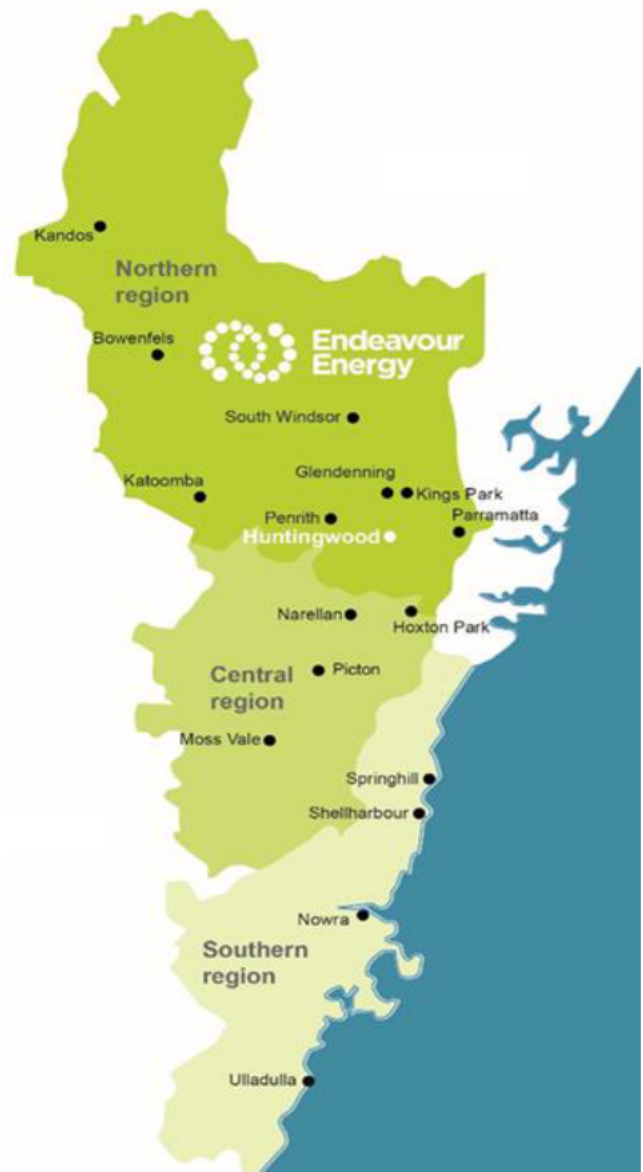 Kandos
Northern
region
Bowenfels
Endeavour
Energy
South Windsor
Glendenning
Katoomba
Kings Park
Penrith
Parramatta
Huntingwood
Narellan
Hoxton Park
Central
region
Picton
Moss Vale
Springhill
Shellharbour
Nowra
Southern
region
Ulladulla